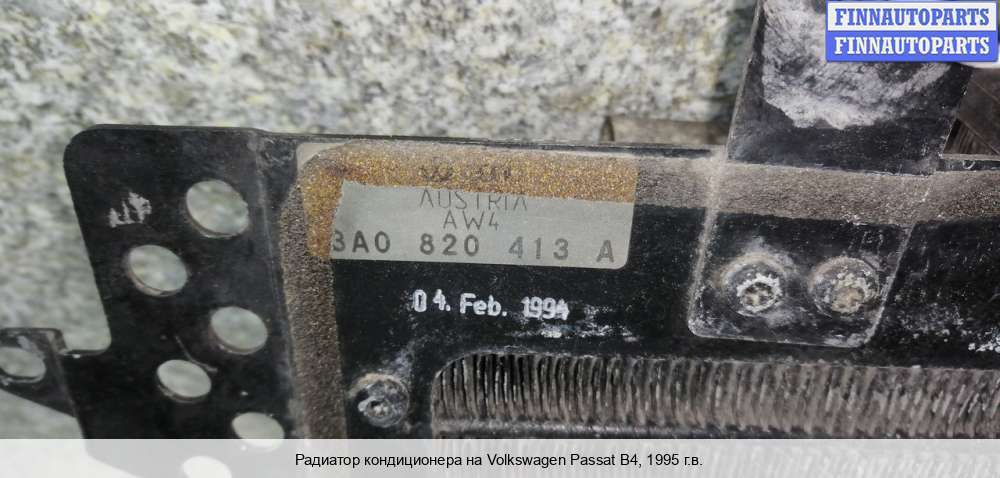 FINNAUTOPARTS
FINNAUTOPARTS
AUSTRIA
AW4
3A0 820 413 A
04. Feb. 1994
Радиатор кондиционера на Volkswagen Passat B4, 1995 г.в.